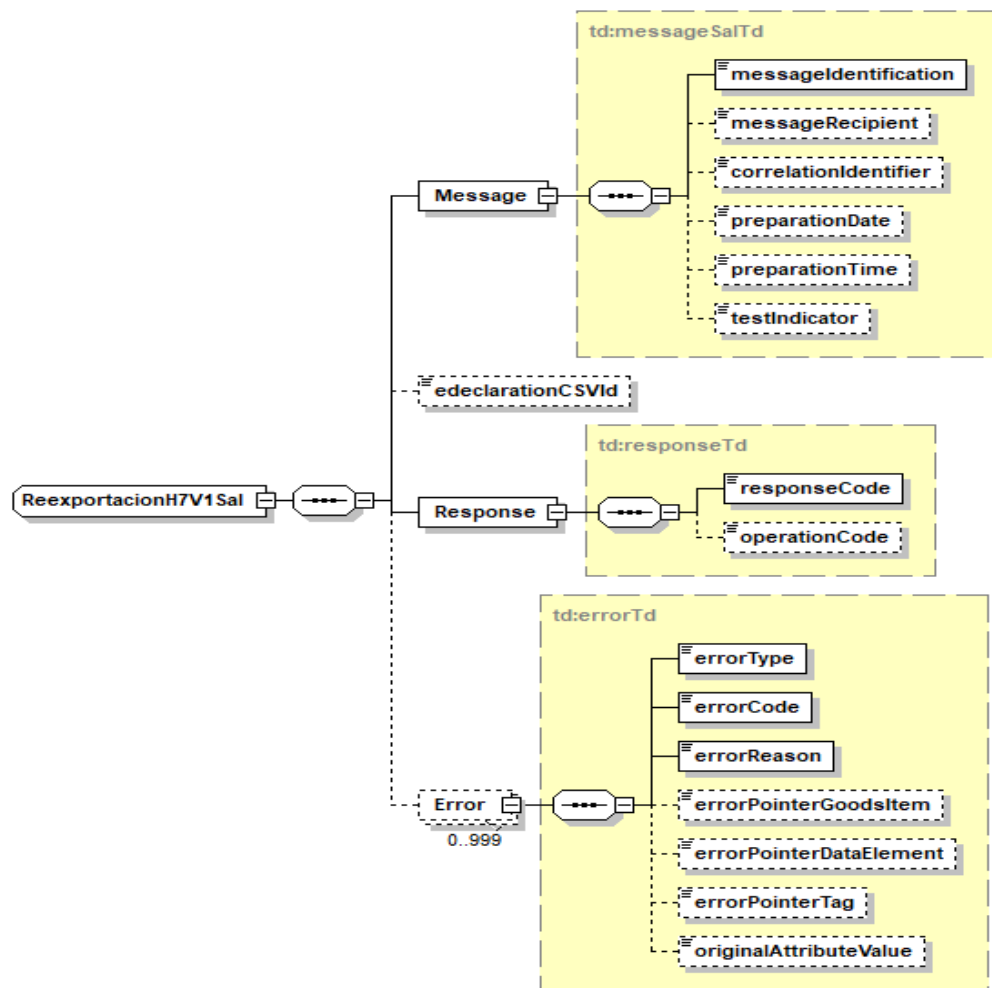 td:messageSalTd
messageIdentification
messageRecipient
correlationIdentifier
Message
preparationDate
preparationTime
testIndicator
edeclarationCSVId
td:responseTd
responseCode
ReexportacionH7V1Sal
Response
operationCode
td:errorTd
errorType
errorCode
errorReason
Error
errorPointerGoodsItem
0..999
errorPointerDataElement
errorPointerTag
originalAttributeValue